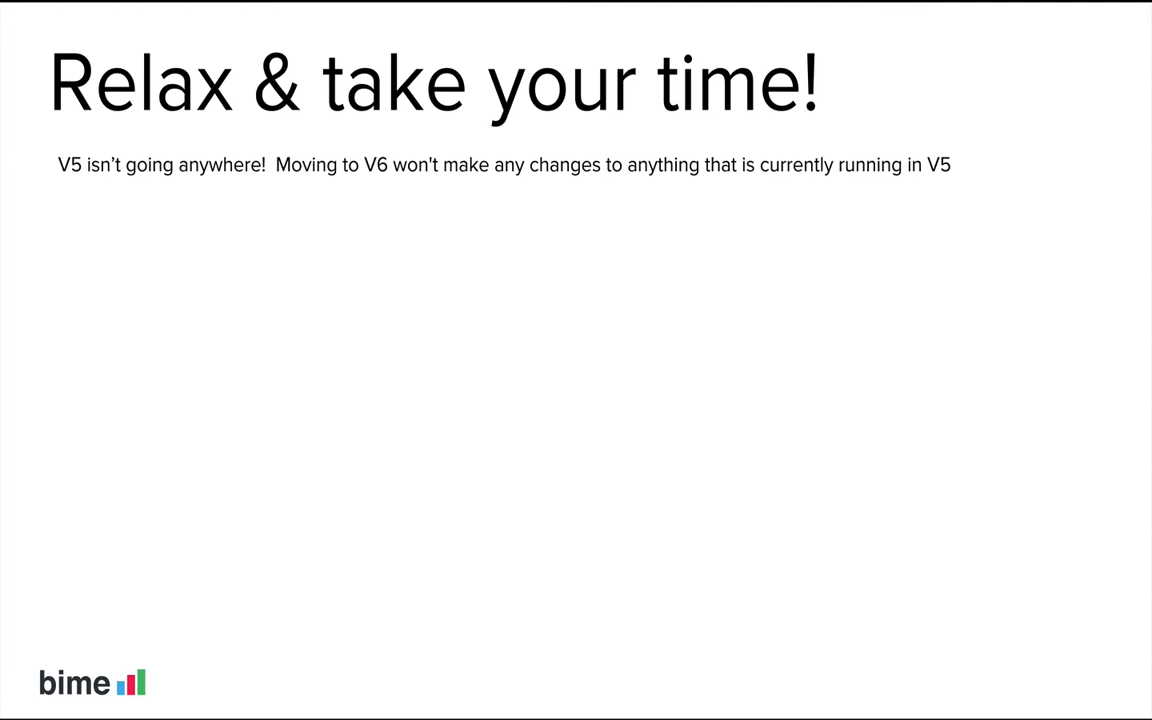 Relax & take your time!
V5 isn’t going anywhere!  Moving to V6 won't make any changes to anything that is currently running in V5
bime